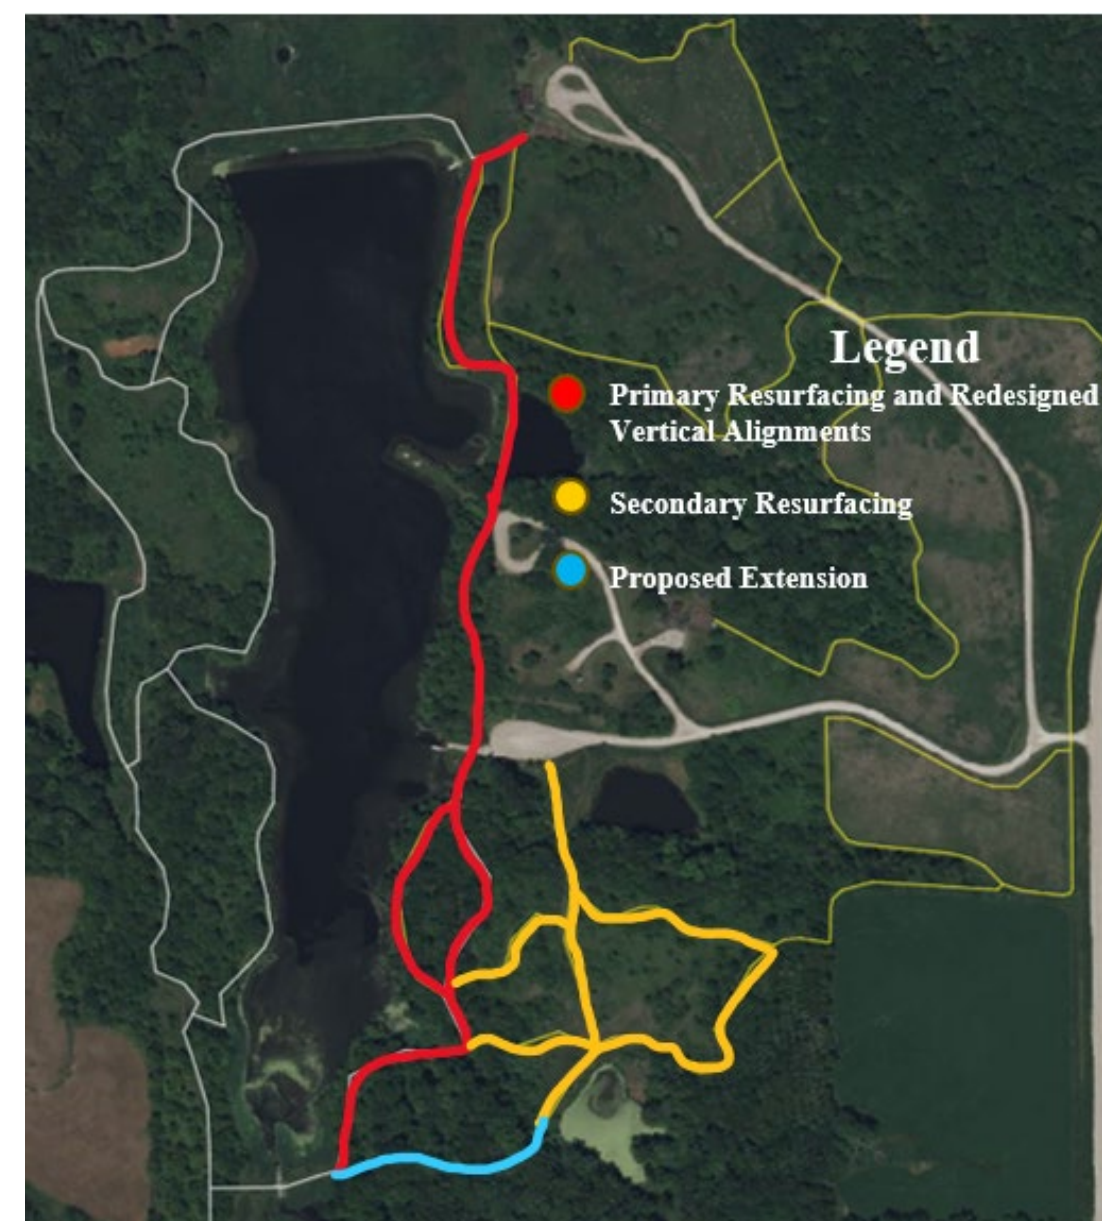 Legend
Primary Resurfacing and Redesigned
Vertical Alignments
Secondary Resurfacing
Proposed Extension